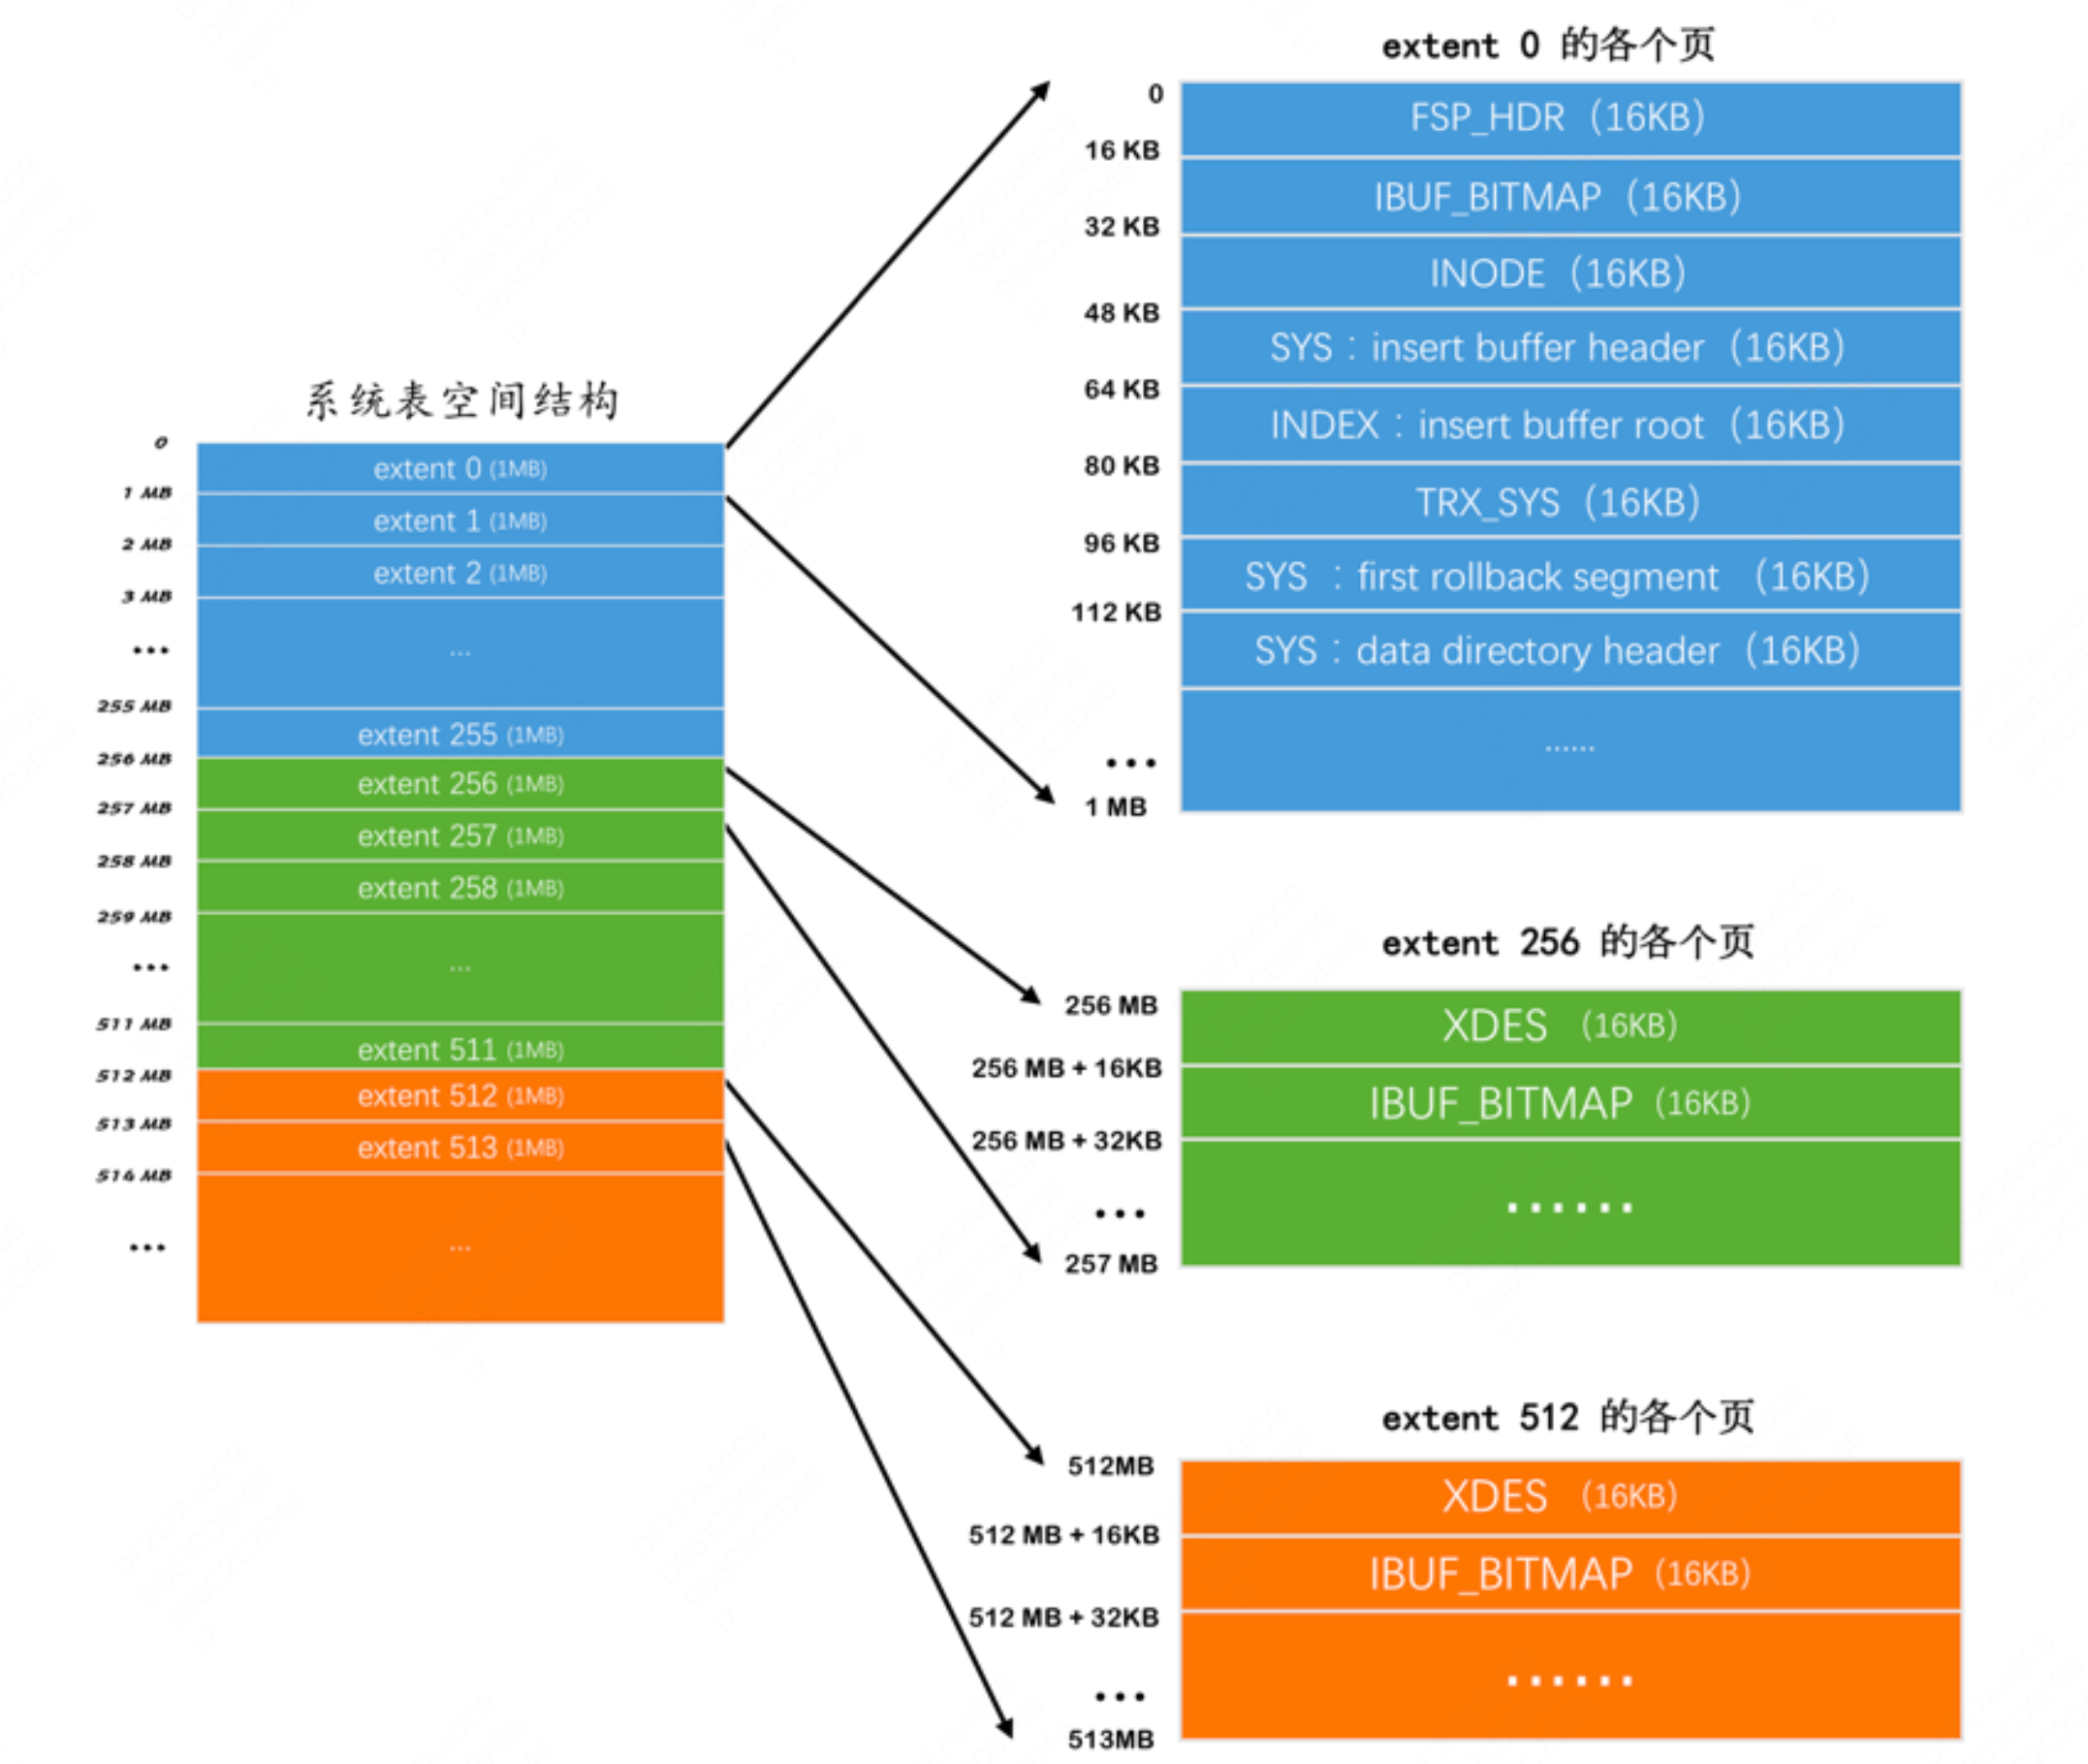 系统表空间结构
0
extent 0 (1MB)
1 MB
extent 1 (1MB)
2 MB
extent 2 (1MB)
3 MB
...
...
255 MB
extent 255 (1MB)
256 MB
extent 256 (1MB)
257 MB
extent 257 (1MB)
258 MB
extent 258 (1MB)
259 MB
...
...
511 MB
extent 511 (1MB)
512 MB
extent 512 (1MB)
513 MB
extent 513 (1MB)
514 MB
...
...
extent 0 的各个页
0
FSP_HDR（16KB）
16 KB
IBUF_BITMAP（16KB）
32 KB
INODE（16KB）
48 KB
SYS：insert buffer header（16KB）
64 KB
INDEX：insert buffer root（16KB）
80 KB
TRX_SYS（16KB）
96 KB
SYS ：first rollback segment （16KB）
112 KB
SYS：data directory header（16KB）
......
...
1 MB
extent 256 的各个页
256 MB
XDES （16KB）
256 MB + 16KB
IBUF_BITMAP（16KB）
256 MB + 32KB
......
...
257 MB
extent 512 的各个页
512MB
XDES （16KB）
512 MB + 16KB
IBUF_BITMAP（16KB）
512 MB + 32KB
......
...
513MB